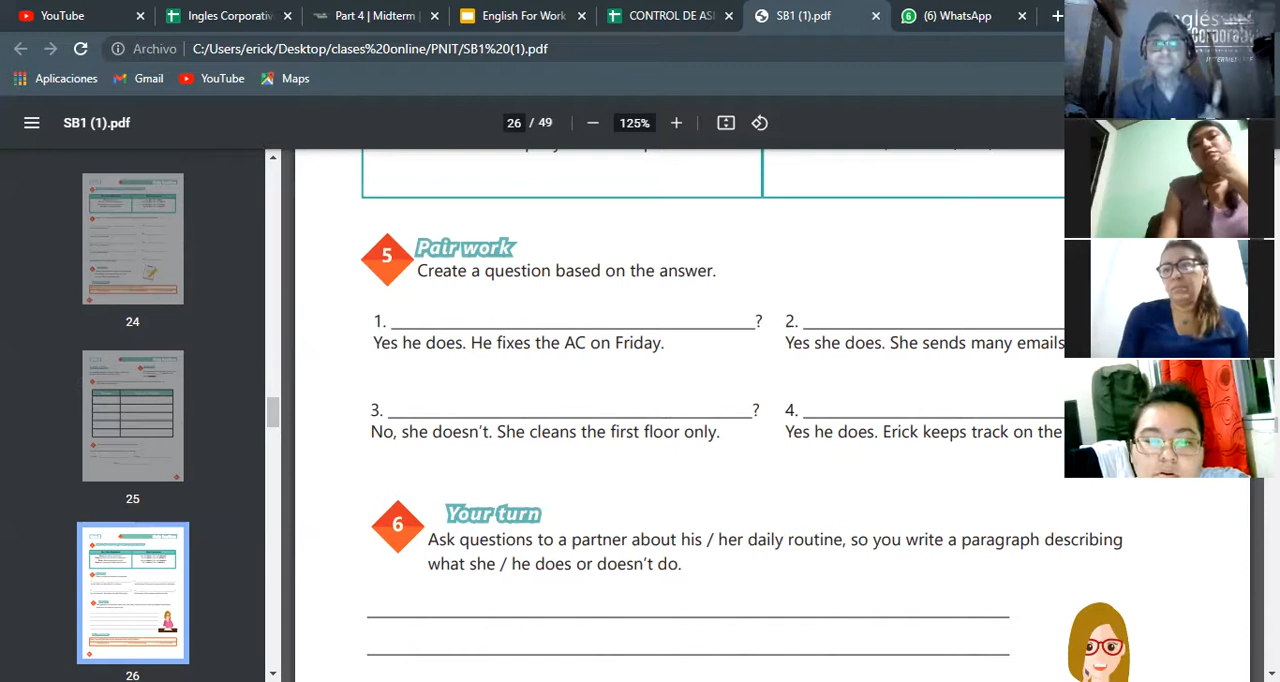 YouTube
Ingles Corporativ
Part 4 | Midterm
English For Work
CONTROL DE ASI
SB1 (1).pdf
(6) WhatsApp
Archivo | C:/Users/erick/Desktop/clases%20online/PNIT/SB1%20(1).pdf
Aplicaciones
Gmail
YouTube
Maps
SB1 (1).pdf
26 / 49
125%
24
25
26
5 Pair work
Create a question based on the answer.
1. ?
2.
Yes he does. He fixes the AC on Friday.
Yes she does. She sends many emails
3. ?
4.
No, she doesn't. She cleans the first floor only.
Yes he does. Erick keeps track on the
6 Your turn
Ask questions to a partner about his / her daily routine, so you write a paragraph describing
what she / he does or doesn't do.